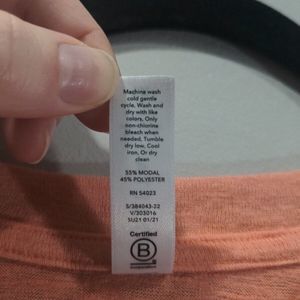 Machine wash
cold gentle
cycle, Wash and
dry with like
colors, Only
non-chlorine
bleach when
needed, Tumble
dry low, Cool
iron, Or dry
clean
55% MODAL
45% POLYESTER
RN 54023
S/384043-22
V/303016
SU21 01/21
Certified
B
Corporation